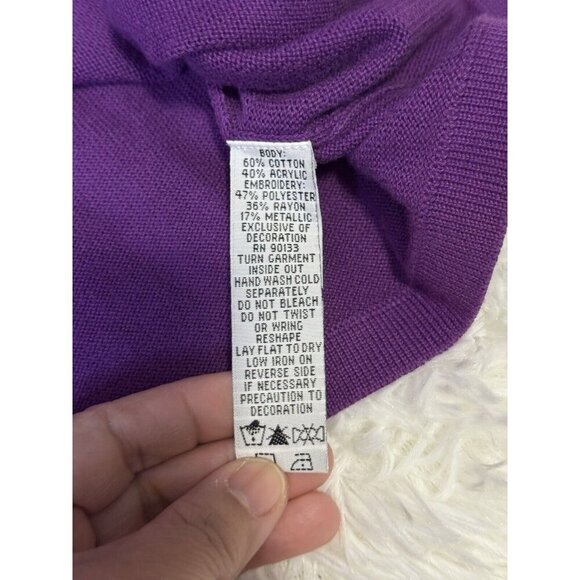 BODY:
60% COTTON
40% ACRYLIC
EMBROIDERY:
47% POLYESTER
36% RAYON
17% METALLIC
EXCLUSIVE OF
DECORATION
RN 90133
TURN GARMENT
INSIDE OUT
HAND WASH COLD
SEPARATELY
DO NOT BLEACH
DO NOT TWIST
OR WRING
RESHAPE
LAY FLAT TO DRY
LOW IRON ON
REVERSE SIDE
IF NECESSARY
PRECAUTION TO
DECORATION